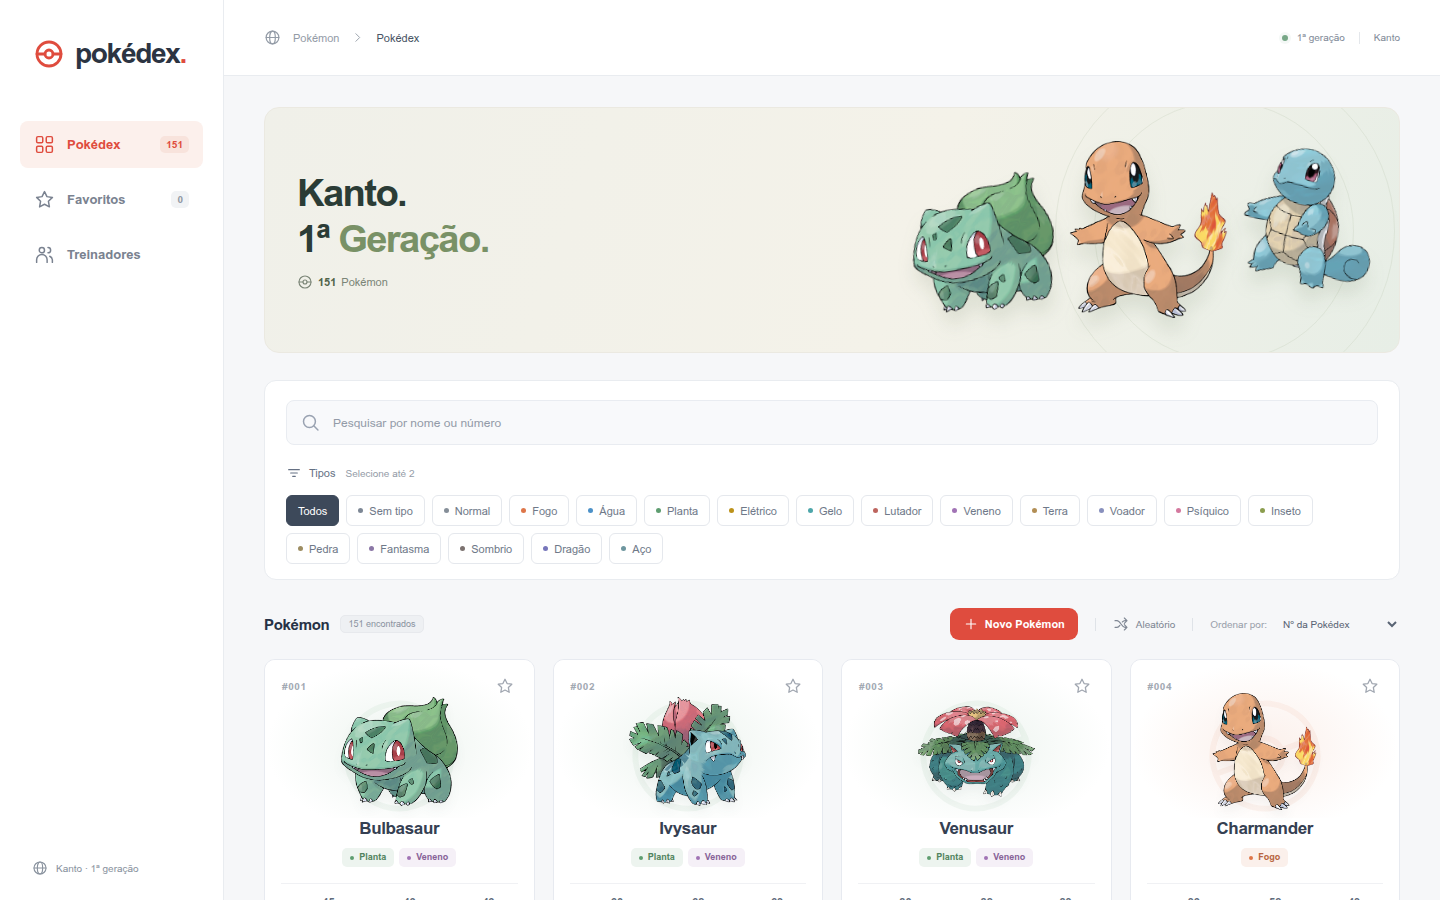 pokédex.
Pokédex 151
Favoritos 0
Treinadores
Kanto · 1ª geração
Pokémon > Pokédex
1ª geração | Kanto
Kanto.
1ª Geração.
151 Pokémon
Pesquisar por nome ou número
Tipos Selecione até 2
Todos Sem tipo Normal Fogo Água Planta Elétrico Gelo Lutador Veneno Terra Voador Psíquico Inseto
Pedra Fantasma Sombrio Dragão Aço
Pokémon 151 encontrados
+ Novo Pokémon Aleatório Ordenar por: Nº da Pokédex
#001 #002 #003 #004
Bulbasaur Ivysaur Venusaur Charmander
Planta Veneno Planta Veneno Planta Veneno Fogo